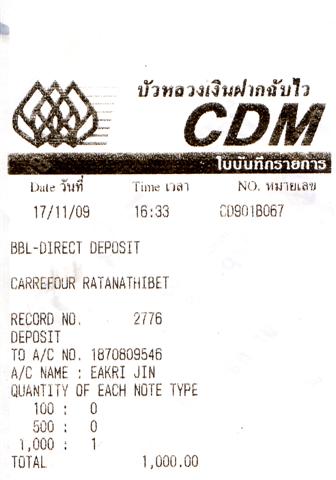 บัวหลวงเงินฝากฉับไว
CDM
ใบบันทึกรายการ
Date วันที่ Time เวลา NO. หมายเลข
17/11/09 16:33 CD901B067
BBL-DIRECT DEPOSIT
CARREFOUR RATANATHIBET
RECORD NO. 2776
DEPOSIT
TO A/C NO. 1870809546
A/C NAME : EAKRI JIN
QUANTITY OF EACH NOTE TYPE
100 : 0
500 : 0
1,000 : 1
TOTAL 1,000.00